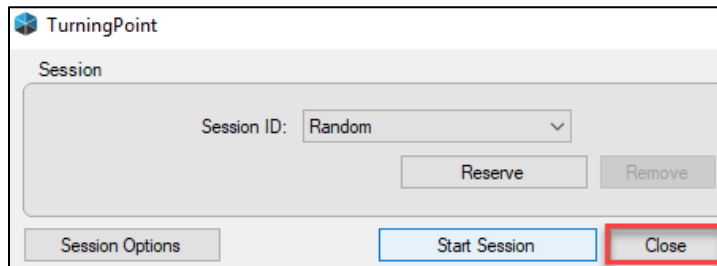 TurningPoint
Session
Session ID: Random
Reserve Remove
Session Options Start Session Close